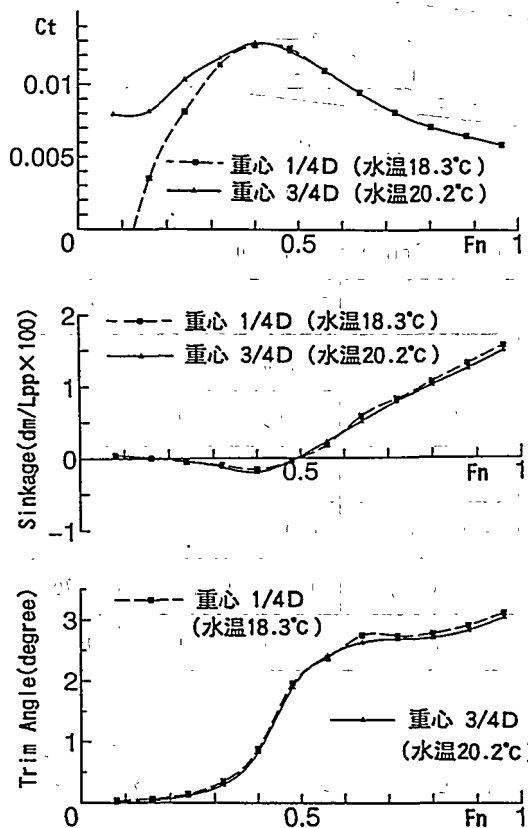 Ct
0.01
0.005
重心 1/4D (水温18.3℃)
重心 3/4D (水温20.2℃)
0
0.5
Fn
1
Sinkage(dm/Lpp×100)
2
重心 1/4D (水温18.3℃)
重心 3/4D (水温20.2℃)
1
0
0.5
Fn
1
-1
Trim Angle(degree)
重心 1/4D
(水温18.3℃)
3
2
重心 3/4D
(水温20.2℃)
1
0
0
0.5
Fn
1